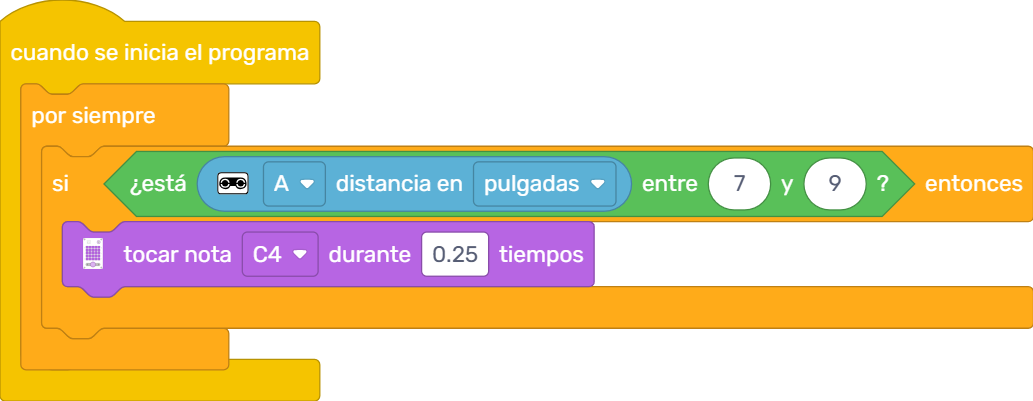 cuando se inicia el programa
por siempre
si ¿está A distancia en pulgadas entre 7 y 9 ? entonces
tocar nota C4 durante 0.25 tiempos